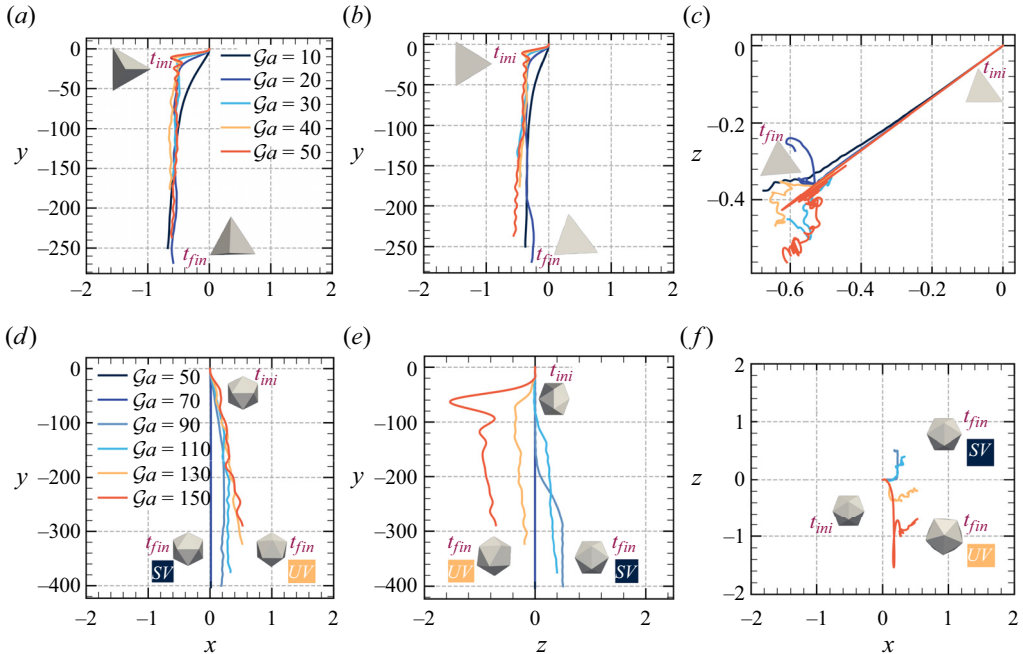 (a)
(b)
(c)
0
−50
−100
−150
−200
−250
y
t_ini
𝒢a = 10
𝒢a = 20
𝒢a = 30
𝒢a = 40
𝒢a = 50
t_fin
−2
−1
0
1
2
0
−50
−100
−150
−200
−250
y
t_ini
t_fin
−2
−1
0
1
2
0
−0.2
−0.4
z
t_ini
t_fin
−0.6
−0.4
−0.2
0
(d)
(e)
(f)
0
−100
−200
−300
−400
y
𝒢a = 50
𝒢a = 70
𝒢a = 90
𝒢a = 110
𝒢a = 130
𝒢a = 150
t_ini
t_fin
SV
t_fin
UV
−2
−1
0
1
2
x
0
−100
−200
−300
−400
y
t_ini
t_fin
UV
t_fin
SV
−2
−1
0
1
2
z
2
1
0
−1
−2
z
t_fin
SV
t_ini
t_fin
UV
−2
−1
0
1
2
x